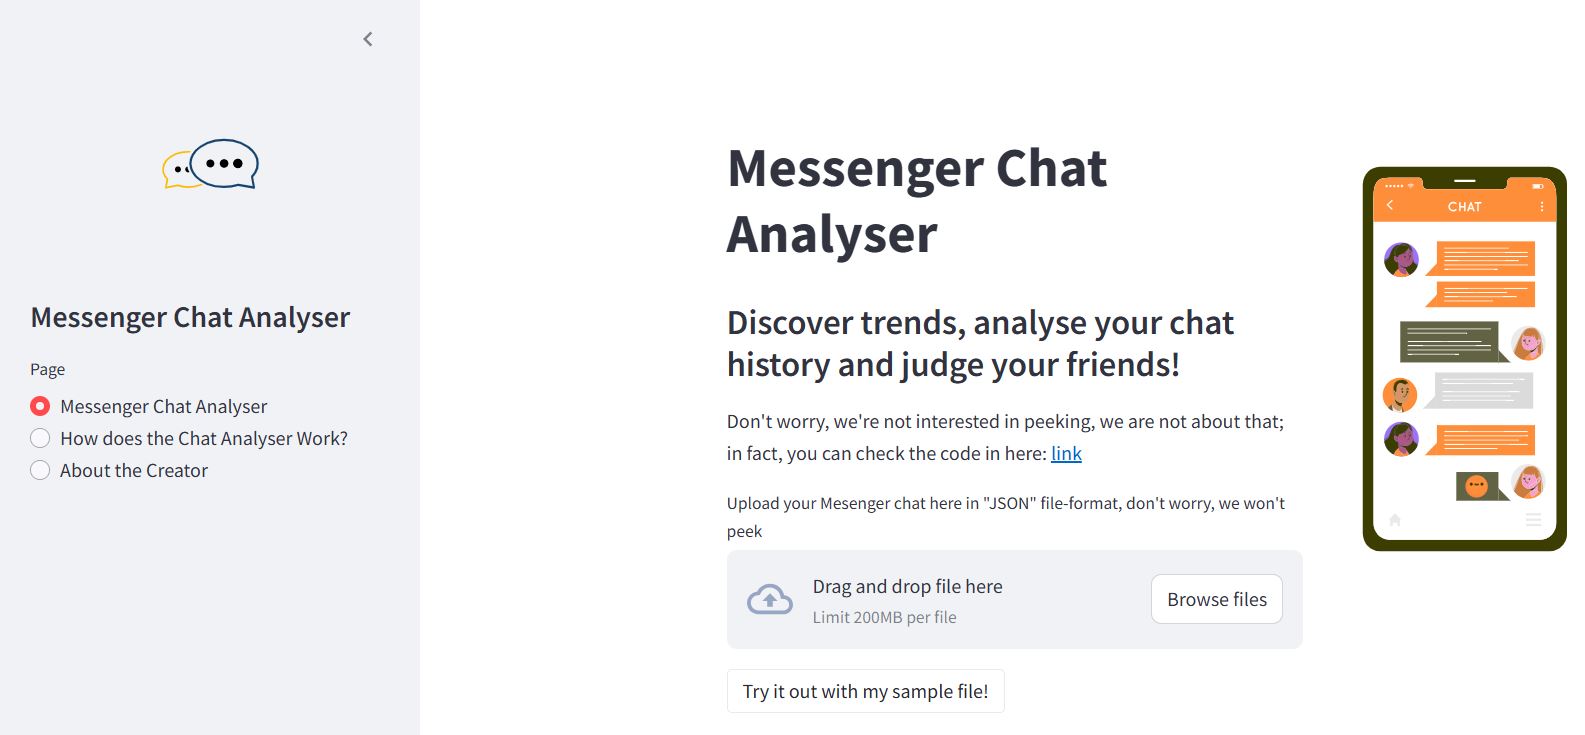 Messenger Chat Analyser
Page
Messenger Chat Analyser
How does the Chat Analyser Work?
About the Creator
Messenger Chat
Analyser
Discover trends, analyse your chat
history and judge your friends!
Don't worry, we're not interested in peeking, we are not about that;
in fact, you can check the code in here: link
Upload your Mesenger chat here in "JSON" file-format, don't worry, we won't
peek
Drag and drop file here
Limit 200MB per file
Browse files
Try it out with my sample file!
CHAT